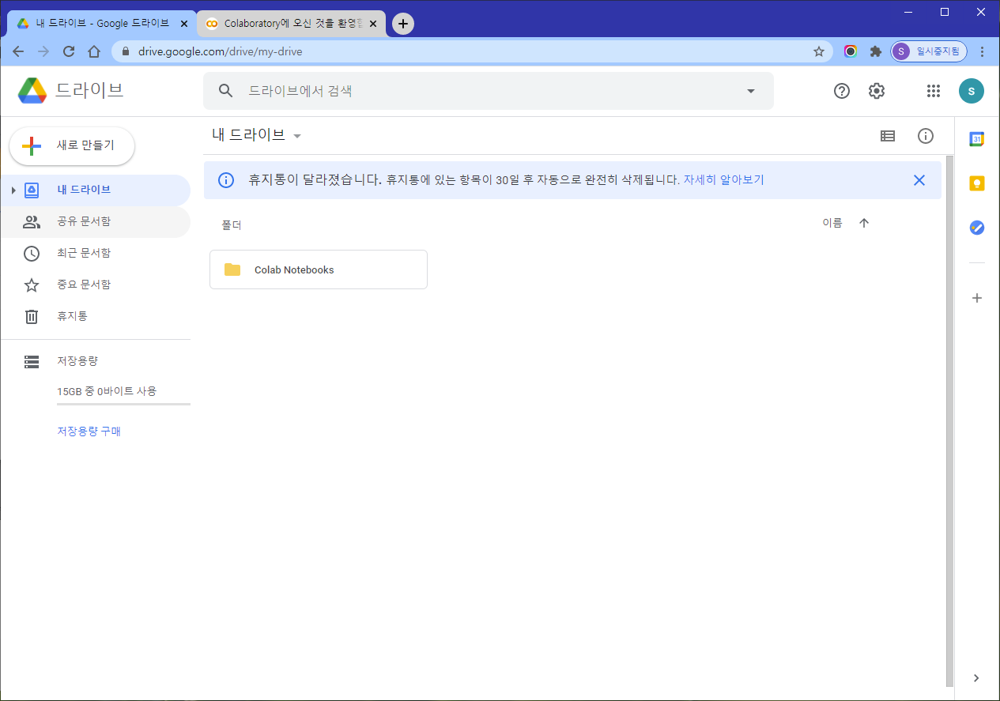 내 드라이브 - Google 드라이브
Colaboratory에 오신 것을 환영합
drive.google.com/drive/my-drive
S 일시중지됨
드라이브
드라이브에서 검색
S
새로 만들기
내 드라이브
공유 문서함
최근 문서함
중요 문서함
휴지통
저장용량
15GB 중 0바이트 사용
저장용량 구매
내 드라이브
휴지통이 달라졌습니다. 휴지통에 있는 항목이 30일 후 자동으로 완전히 삭제됩니다. 자세히 알아보기
폴더
이름
Colab Notebooks
31